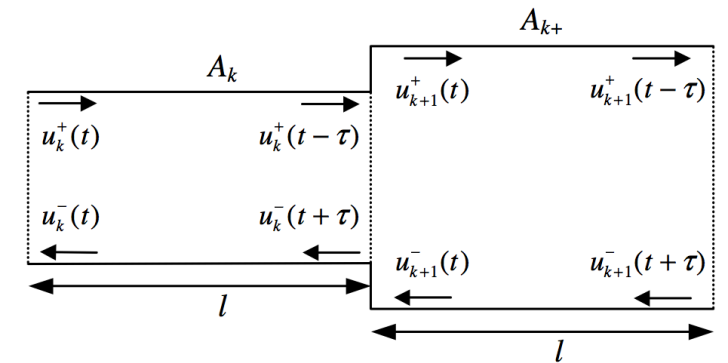 A_{k+}
A_k
u_{k+1}^{+}(t) u_{k+1}^{+}(t − τ)
u_k^{+}(t) u_k^{+}(t − τ)
u_k^{−}(t) u_k^{−}(t + τ)
u_{k+1}^{−}(t) u_{k+1}^{−}(t + τ)
l
l